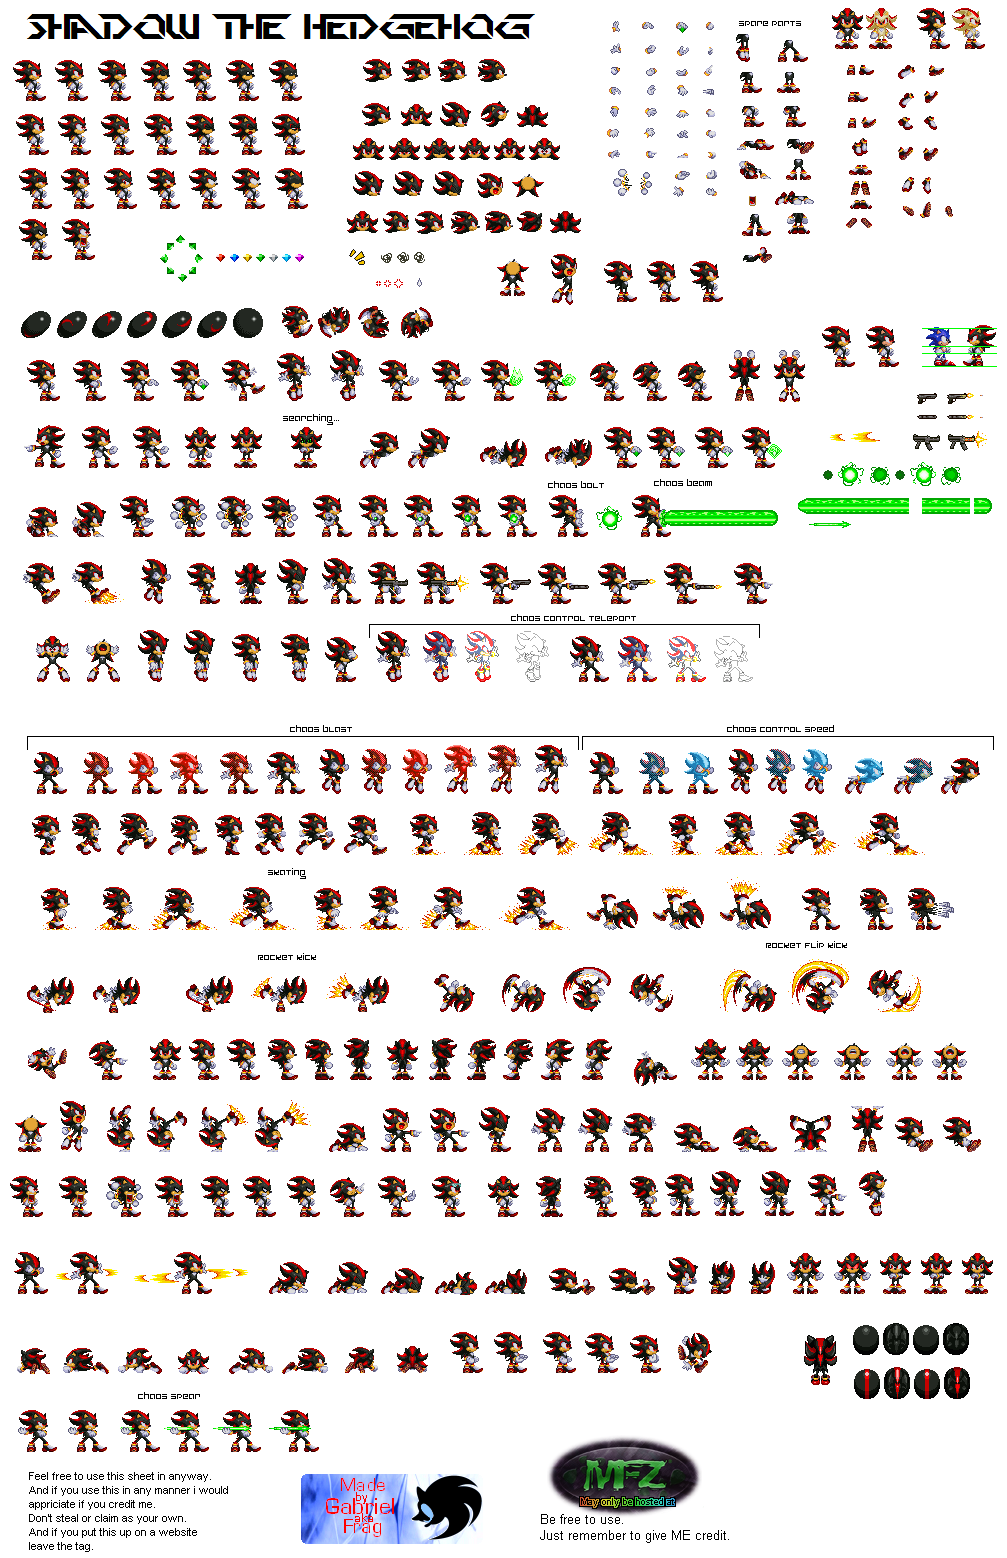 SHADOW THE HEDGEHOG
SPARE PARTS
SEARCHING...
CHAOS BOLT
CHAOS BEAM
CHAOS CONTROL TELEPORT
CHAOS BLAST
CHAOS CONTROL SPEED
SKATING
ROCKET KICK
ROCKET FLIP KICK
CHAOS SPEAR
Feel free to use this sheet in anyway.
And if you use this in any manner i would
appriciate if you credit me.
Don't steal or claim as your own.
And if you put this up on a website
leave the tag.
Made
by
Gabriel
aka
Frag
MFZ
May only be hosted at
Be free to use.
Just remember to give ME credit.